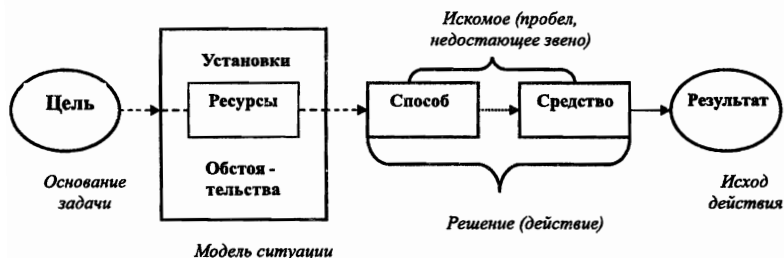 Искомое (пробел,
недостающее звено)
Установки
Цель
Ресурсы
Способ
Средство
Результат
Обстоя -
тельства
Основание
задачи
Исход
действия
Решение (действие)
Модель ситуации